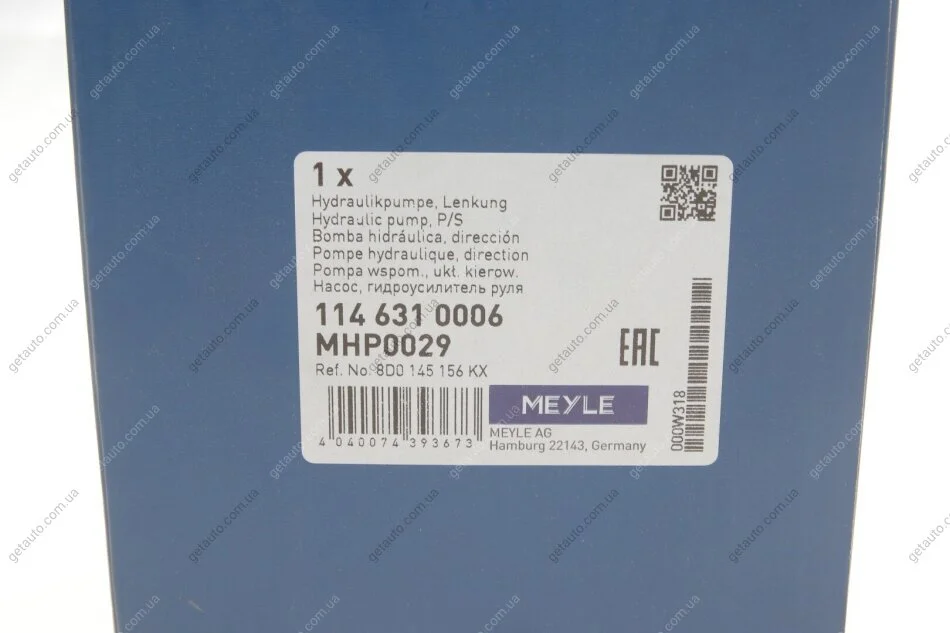 1 x
Hydraulikpumpe, Lenkung
Hydraulic pump, P/S
Bomba hidráulica, dirección
Pompe hydraulique, direction
Pompa wspom., ukł. kierow.
Насос, гидроусилитель руля
114 631 0006
MHP0029
Ref. No. 8D0 145 156 KX
EAC
MEYLE
MEYLE AG
Hamburg 22143, Germany
4 040074 393673
000W318
getauto.com.ua